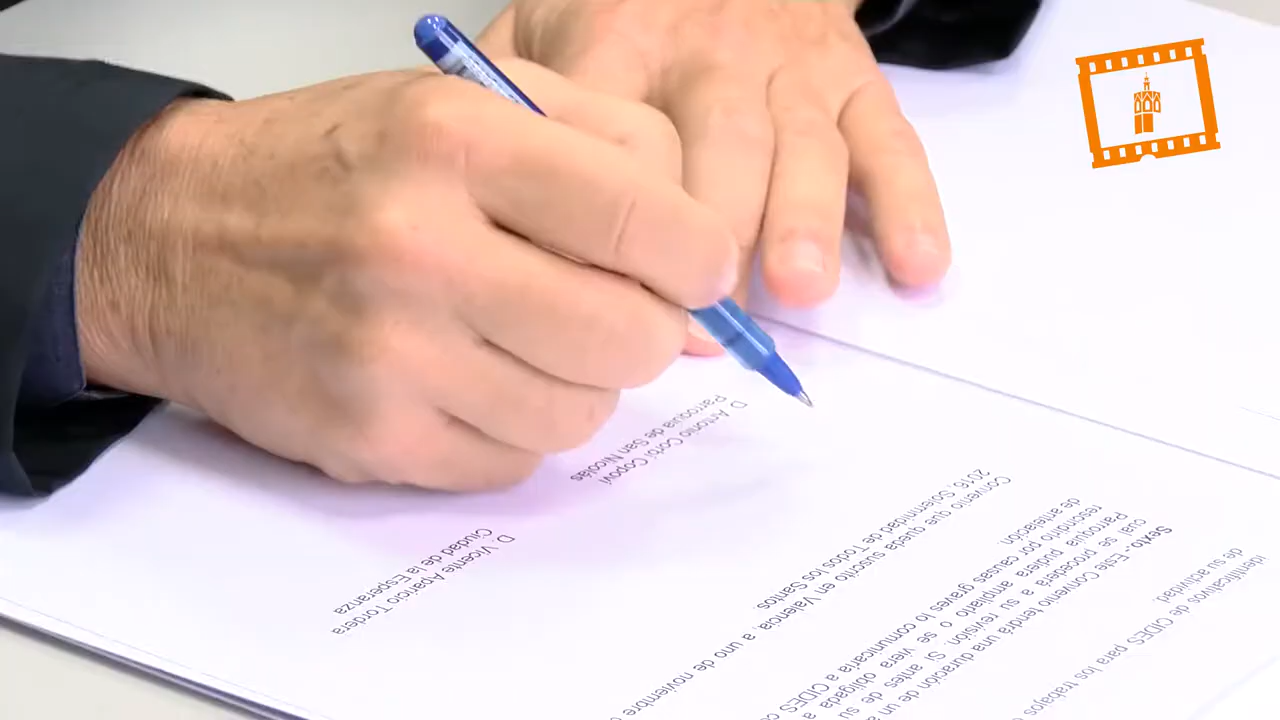 identificativos de CIDES para los trabajos
de su actividad.
Sexto.- Este Convenio tendrá una duración de un
cual se procederá a su revisión. Si antes de su
Parroquia pudiera ampliarlo o se viera obligada a
rescindirlo por causas graves lo comunicaría a CIDES
de antelación.
Convenio que queda suscrito en Valencia, a uno de noviembre
2016, Solemnidad de Todos los Santos.
D. Antonio Corbí Copoví
Parroquia de San Nicolás
D. Vicente Aparicio Tordera
Ciudad de la Esperanza